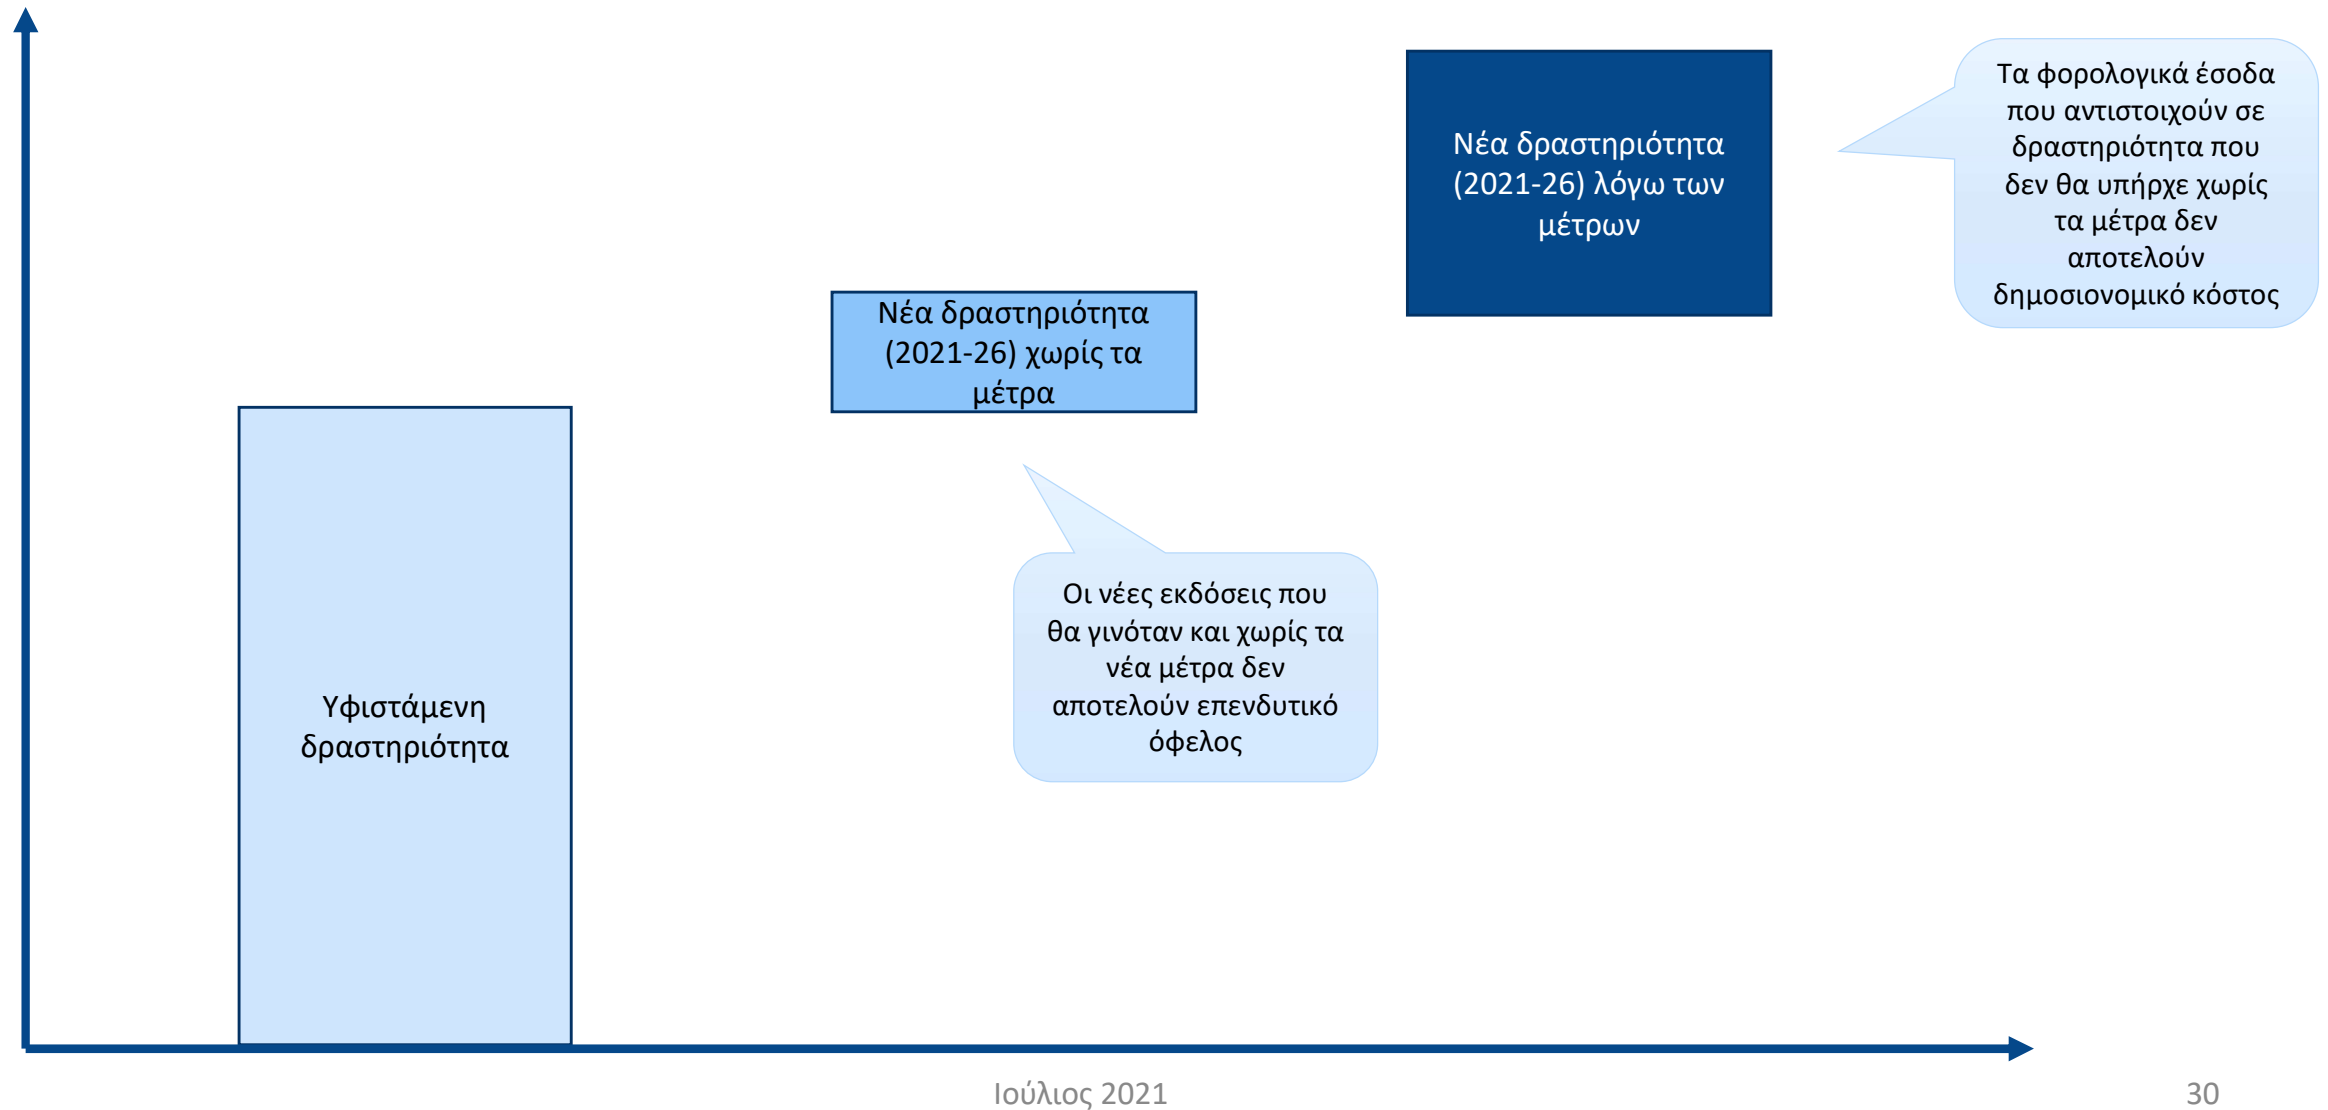 Υφιστάμενη
δραστηριότητα
Νέα δραστηριότητα
(2021-26) χωρίς τα
μέτρα
Οι νέες εκδόσεις που
θα γινόταν και χωρίς τα
νέα μέτρα δεν
αποτελούν επενδυτικό
όφελος
Νέα δραστηριότητα
(2021-26) λόγω των
μέτρων
Τα φορολογικά έσοδα
που αντιστοιχούν σε
δραστηριότητα που
δεν θα υπήρχε χωρίς
τα μέτρα δεν
αποτελούν
δημοσιονομικό κόστος
Ιούλιος 2021
30